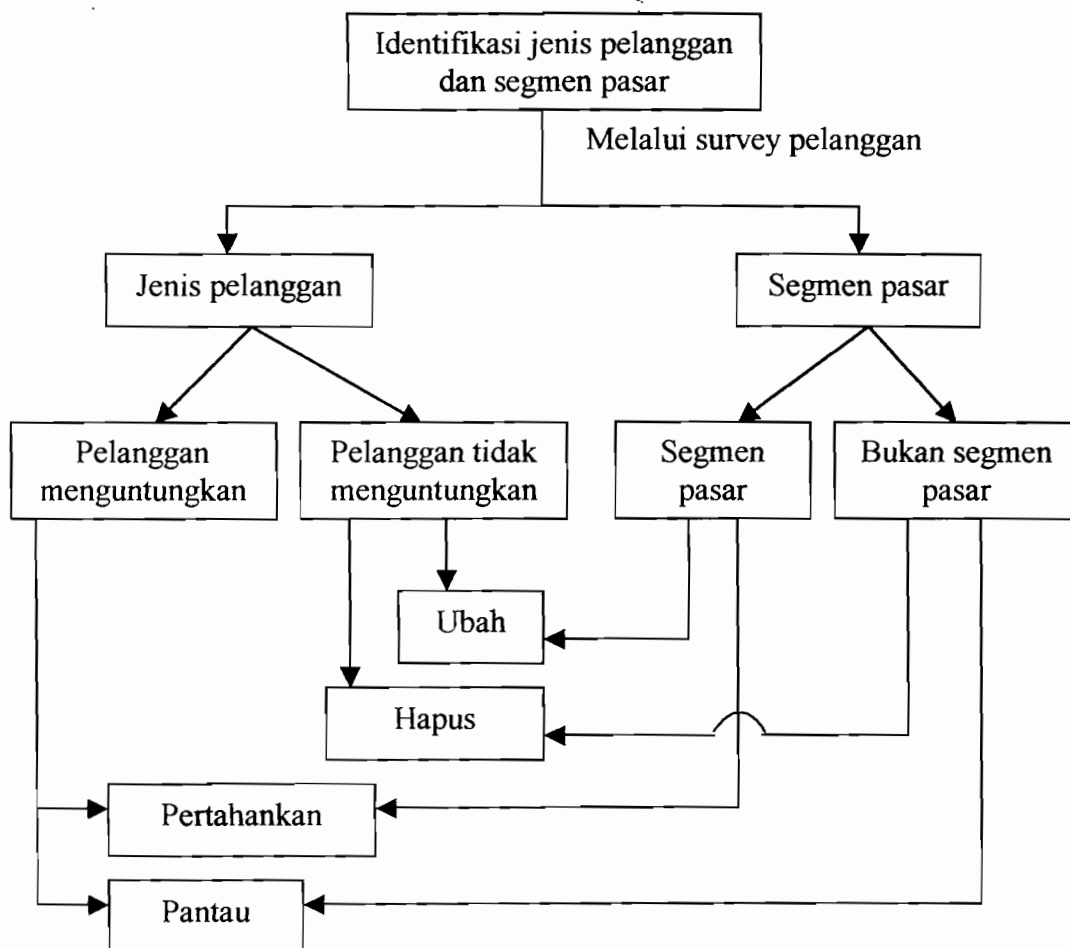 Identifikasi jenis pelanggan
dan segmen pasar
Melalui survey pelanggan
Jenis pelanggan
Segmen pasar
Pelanggan
menguntungkan
Pelanggan tidak
menguntungkan
Segmen
pasar
Bukan segmen
pasar
Ubah
Hapus
Pertahankan
Pantau